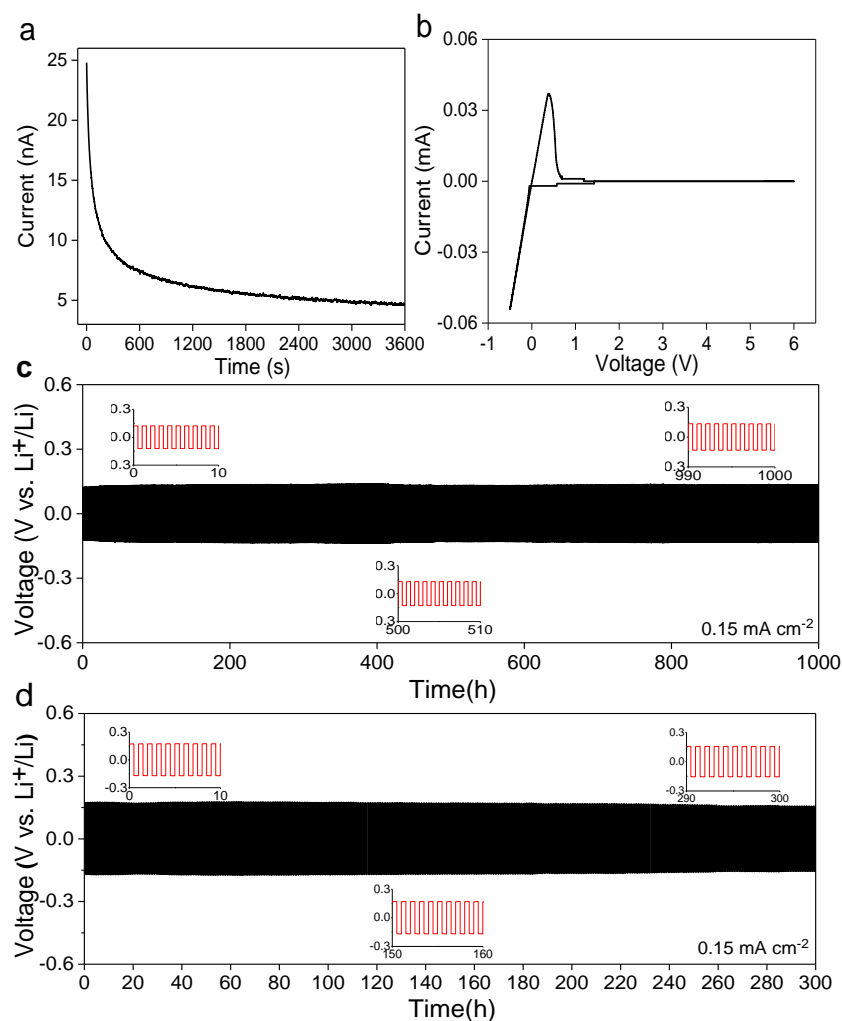 a
25
20
15
10
5
Current (nA)
0 600 1200 1800 2400 3000 3600
Time (s)
b
0.06
0.03
0.00
-0.03
-0.06
Current (mA)
-1 0 1 2 3 4 5 6
Voltage (V)
c
0.6
0.3
0.0
-0.3
-0.6
Voltage (V vs. Li⁺/Li)
0.3
0.0
0.3
0 10
0.3
0.0
0.3
990 1000
0.3
0.0
0.3
500 510
0.15 mA cm⁻²
0 200 400 600 800 1000
Time(h)
d
0.6
0.3
0.0
-0.3
-0.6
Voltage (V vs. Li⁺/Li)
0.3
0.0
-0.3
0 10
0.3
0.0
-0.3
290 300
0.3
0.0
-0.3
150 160
0.15 mA cm⁻²
0 20 40 60 80 100 120 140 160 180 200 220 240 260 280 300
Time(h)